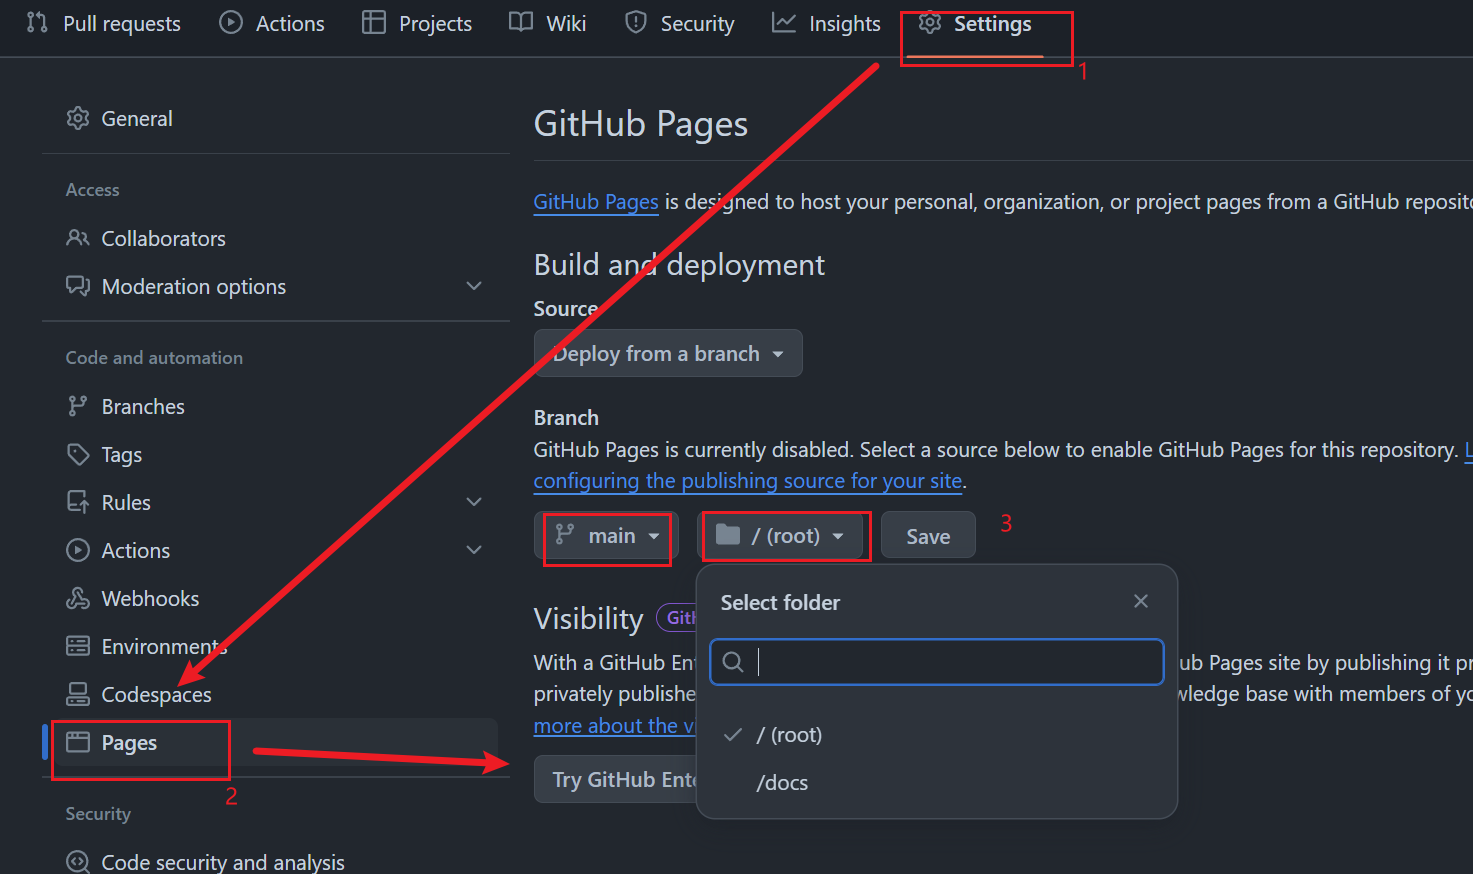 Pull requests Actions Projects Wiki Security Insights Settings
1
General
Access
Collaborators
Moderation options
Code and automation
Branches
Tags
Rules
Actions
Webhooks
Environments
Codespaces
Pages
2
Security
Code security and analysis
GitHub Pages
GitHub Pages is designed to host your personal, organization, or project pages from a GitHub reposito
Build and deployment
Source
Deploy from a branch
Branch
GitHub Pages is currently disabled. Select a source below to enable GitHub Pages for this repository. L
configuring the publishing source for your site.
main / (root) Save 3
Select folder
/ (root)
/docs
Visibility Gith
With a GitHub Ent ub Pages site by publishing it pr
privately publishe wledge base with members of yo
more about the v
Try GitHub Ente